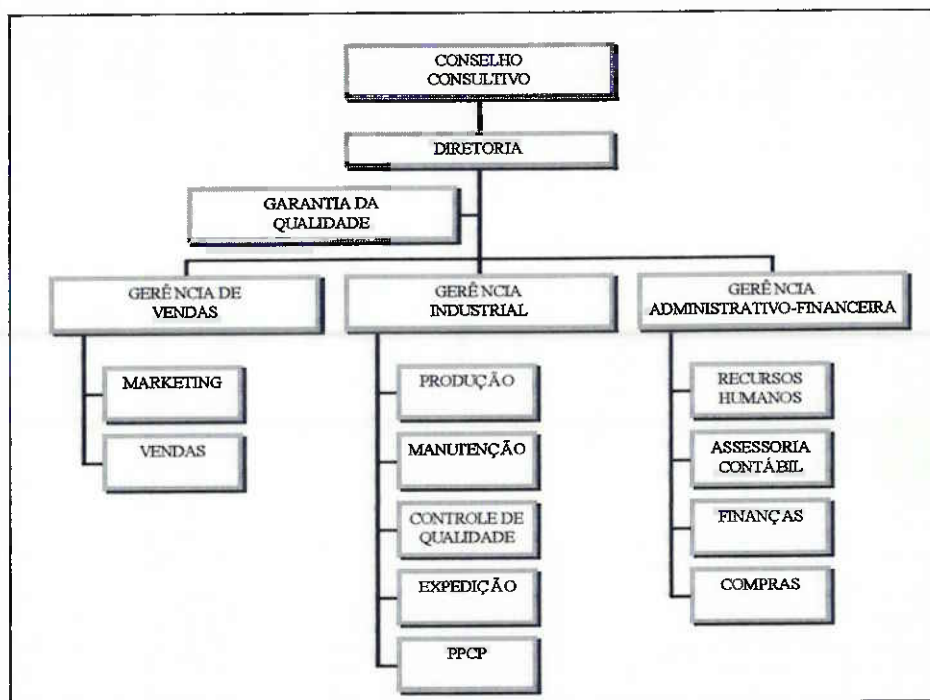 CONSELHO
CONSULTIVO
DIRETORIA
GARANTIA DA
QUALIDADE
GERÊNCIA DE
VENDAS
MARKETING
VENDAS
GERÊNCIA
INDUSTRIAL
PRODUÇÃO
MANUTENÇÃO
CONTROLE DE
QUALIDADE
EXPEDIÇÃO
PPCP
GERÊNCIA
ADMINISTRATIVO-FINANCEIRA
RECURSOS
HUMANOS
ASSESSORIA
CONTÁBIL
FINANÇAS
COMPRAS